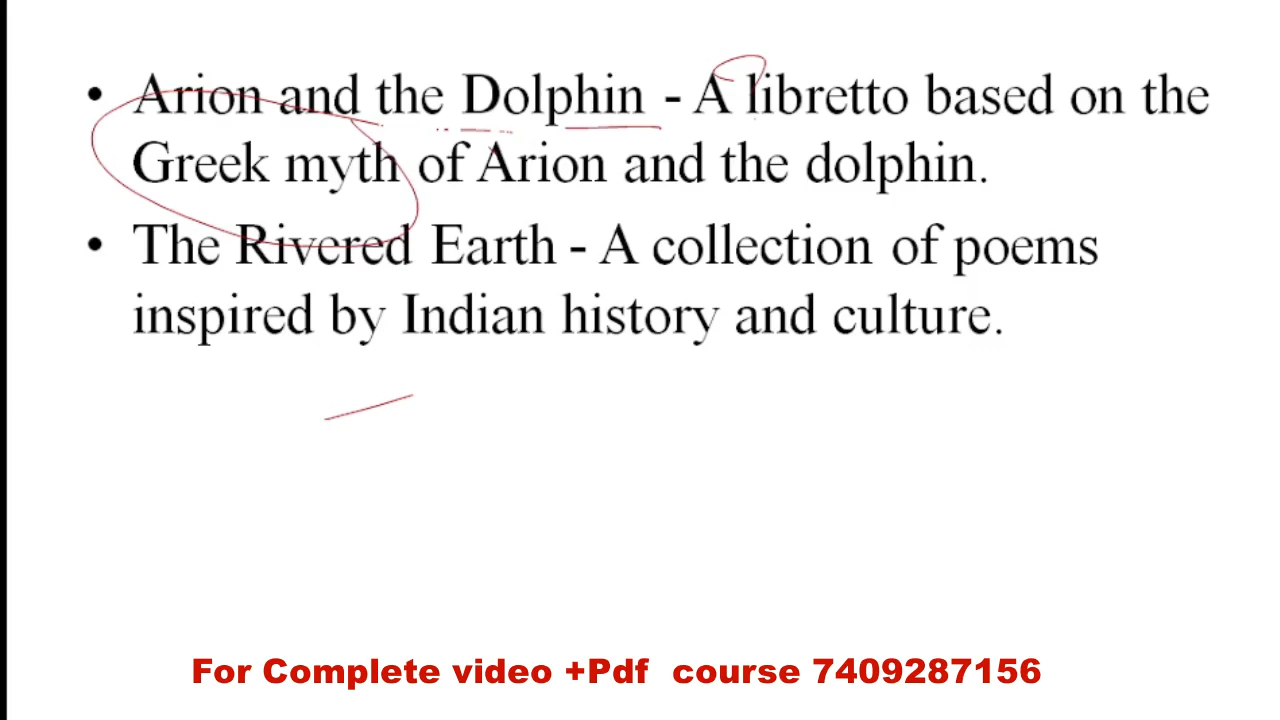 • Arion and the Dolphin - A libretto based on the
Greek myth of Arion and the dolphin.
• The Rivered Earth - A collection of poems
inspired by Indian history and culture.
For Complete video +Pdf course 7409287156